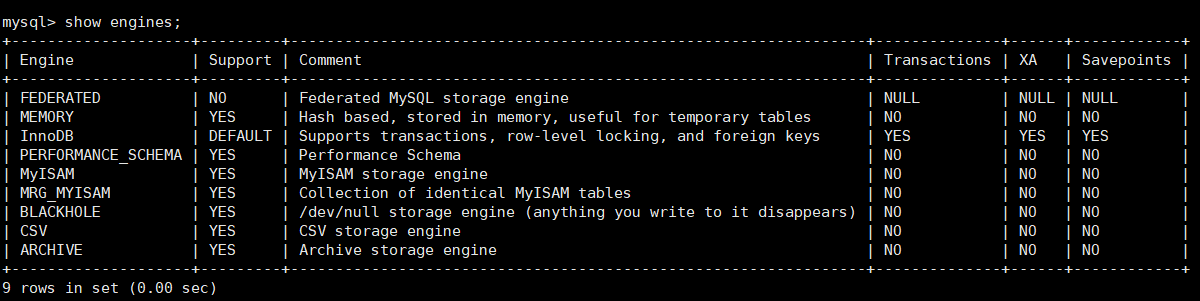 mysql> show engines;
+--------------------+---------+----------------------------------------------------------------+--------------+------+------------+
| Engine             | Support | Comment                                                        | Transactions | XA   | Savepoints |
+--------------------+---------+----------------------------------------------------------------+--------------+------+------------+
| FEDERATED          | NO      | Federated MySQL storage engine                                 | NULL         | NULL | NULL       |
| MEMORY             | YES     | Hash based, stored in memory, useful for temporary tables      | NO           | NO   | NO         |
| InnoDB             | DEFAULT | Supports transactions, row-level locking, and foreign keys     | YES          | YES  | YES        |
| PERFORMANCE_SCHEMA | YES     | Performance Schema                                             | NO           | NO   | NO         |
| MyISAM             | YES     | MyISAM storage engine                                          | NO           | NO   | NO         |
| MRG_MYISAM         | YES     | Collection of identical MyISAM tables                          | NO           | NO   | NO         |
| BLACKHOLE          | YES     | /dev/null storage engine (anything you write to it disappears) | NO           | NO   | NO         |
| CSV                | YES     | CSV storage engine                                             | NO           | NO   | NO         |
| ARCHIVE            | YES     | Archive storage engine                                         | NO           | NO   | NO         |
+--------------------+---------+----------------------------------------------------------------+--------------+------+------------+
9 rows in set (0.00 sec)